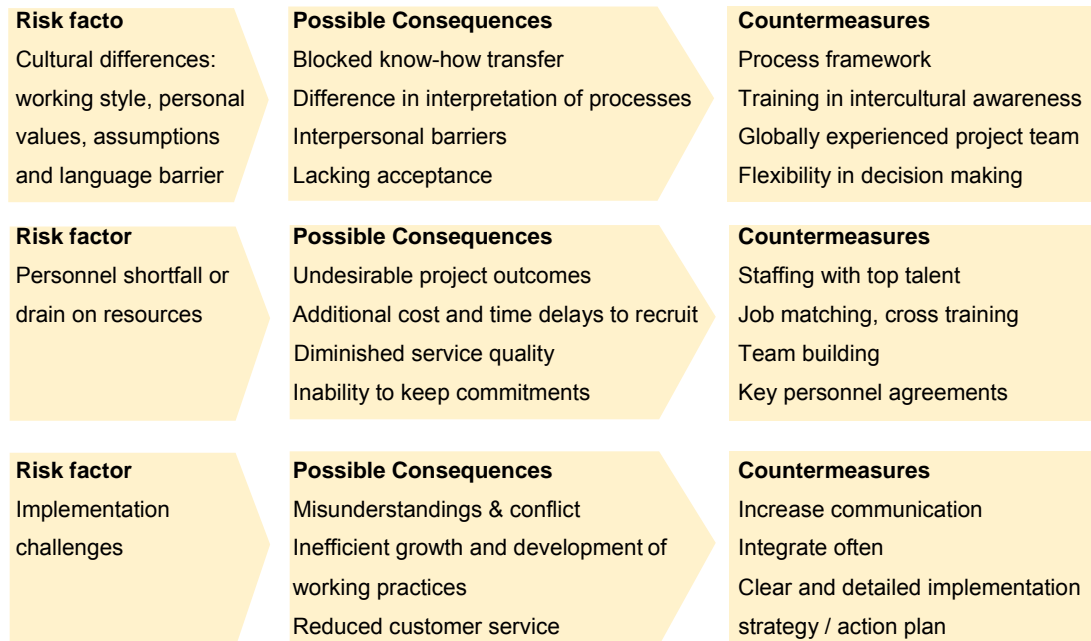 Risk facto
Cultural differences:
working style, personal
values, assumptions
and language barrier
Possible Consequences
Blocked know-how transfer
Difference in interpretation of processes
Interpersonal barriers
Lacking acceptance
Countermeasures
Process framework
Training in intercultural awareness
Globally experienced project team
Flexibility in decision making
Risk factor
Personnel shortfall or
drain on resources
Possible Consequences
Undesirable project outcomes
Additional cost and time delays to recruit
Diminished service quality
Inability to keep commitments
Countermeasures
Staffing with top talent
Job matching, cross training
Team building
Key personnel agreements
Risk factor
Implementation
challenges
Possible Consequences
Misunderstandings & conflict
Inefficient growth and development of
working practices
Reduced customer service
Countermeasures
Increase communication
Integrate often
Clear and detailed implementation
strategy / action plan